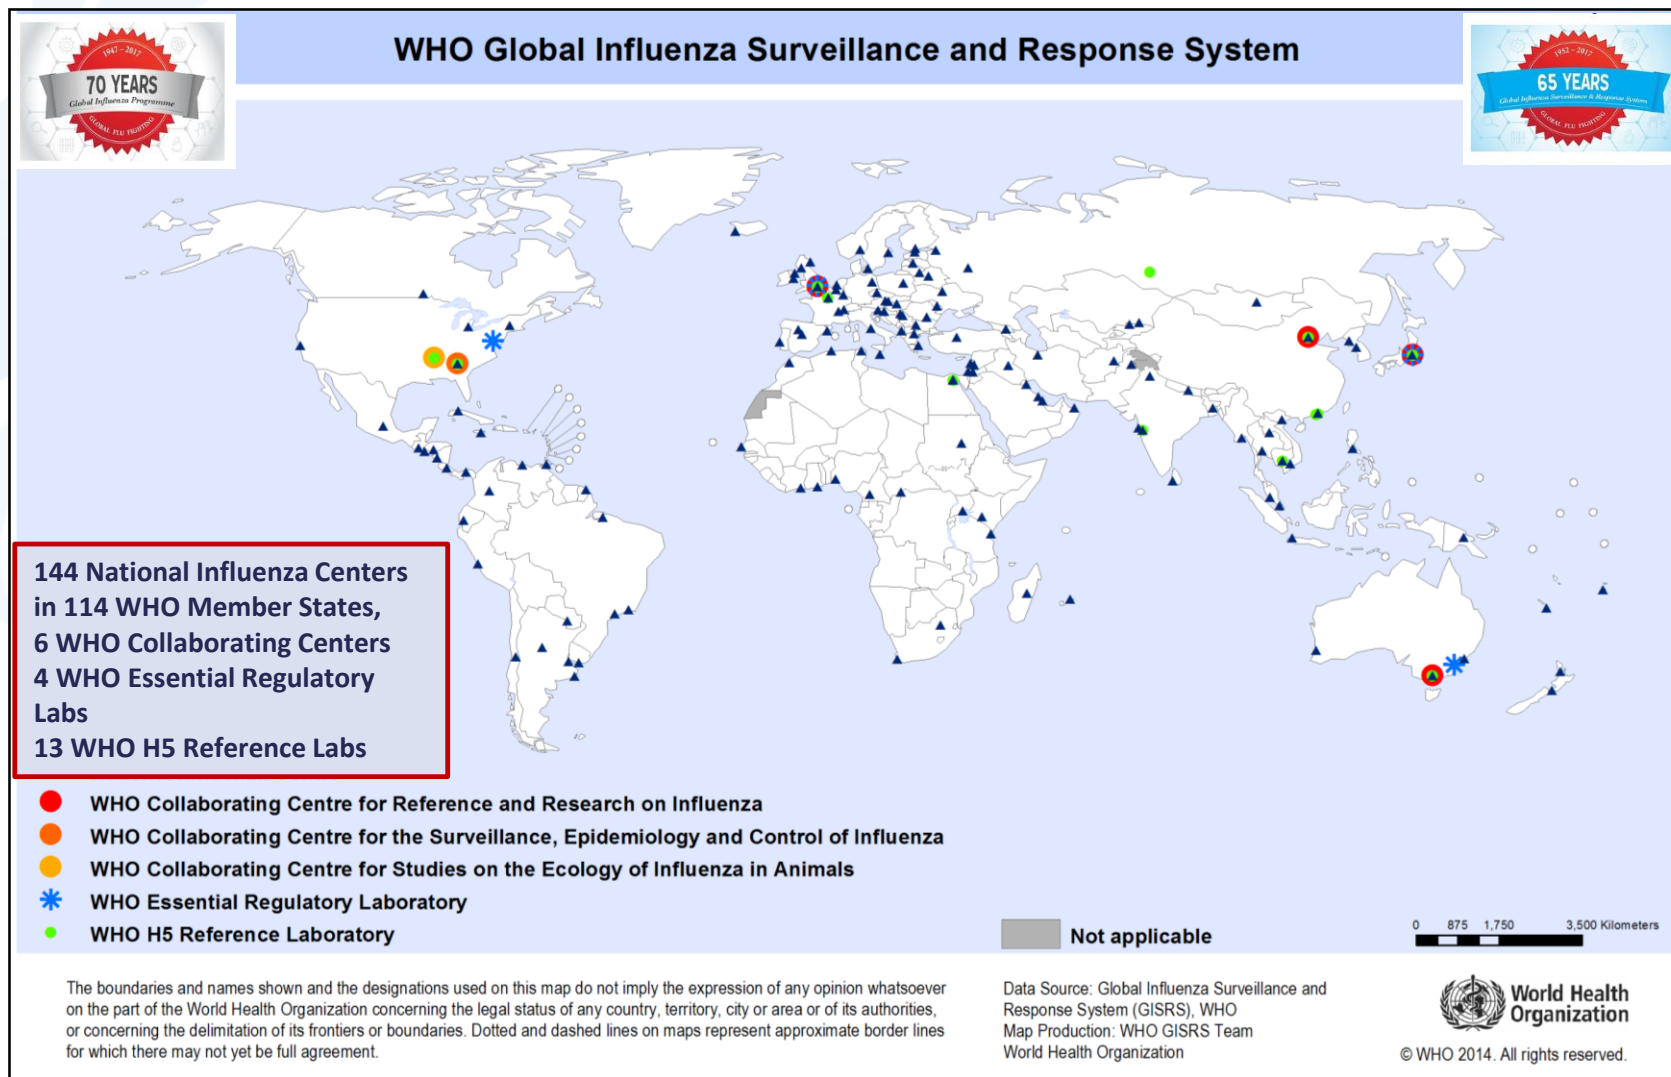 WHO Global Influenza Surveillance and Response System
1947 - 2017
70 YEARS
Global Influenza Programme
GLOBAL FLU FIGHTING
1952 - 2017
65 YEARS
Global Influenza Surveillance & Response System
GLOBAL FLU FIGHTING
144 National Influenza Centers
in 114 WHO Member States,
6 WHO Collaborating Centers
4 WHO Essential Regulatory
Labs
13 WHO H5 Reference Labs
WHO Collaborating Centre for Reference and Research on Influenza
WHO Collaborating Centre for the Surveillance, Epidemiology and Control of Influenza
WHO Collaborating Centre for Studies on the Ecology of Influenza in Animals
WHO Essential Regulatory Laboratory
WHO H5 Reference Laboratory
Not applicable
0 875 1,750 3,500 Kilometers
The boundaries and names shown and the designations used on this map do not imply the expression of any opinion whatsoever
on the part of the World Health Organization concerning the legal status of any country, territory, city or area or of its authorities,
or concerning the delimitation of its frontiers or boundaries. Dotted and dashed lines on maps represent approximate border lines
for which there may not yet be full agreement.
Data Source: Global Influenza Surveillance and
Response System (GISRS), WHO
Map Production: WHO GISRS Team
World Health Organization
World Health
Organization
© WHO 2014. All rights reserved.